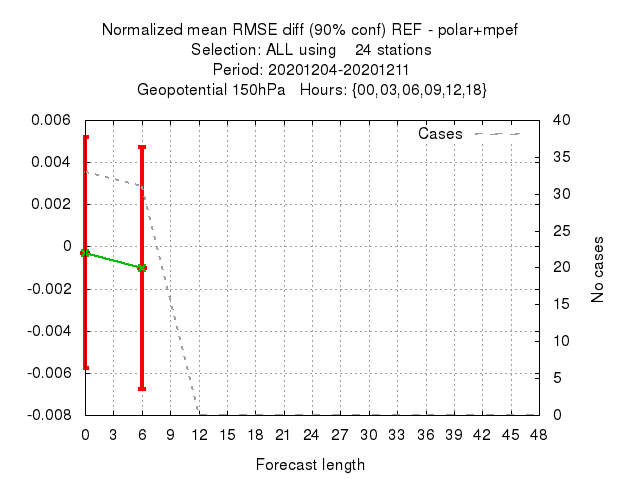 Normalized mean RMSE diff (90% conf) REF - polar+mpef
Selection: ALL using 24 stations
Period: 20201204-20201211
Geopotential 150hPa Hours: {00,03,06,09,12,18}
Cases
0.006
0.004
0.002
0
-0.002
-0.004
-0.006
-0.008
40
35
30
25
20
15
10
5
0
No cases
0 3 6 9 12 15 18 21 24 27 30 33 36 39 42 45 48
Forecast length